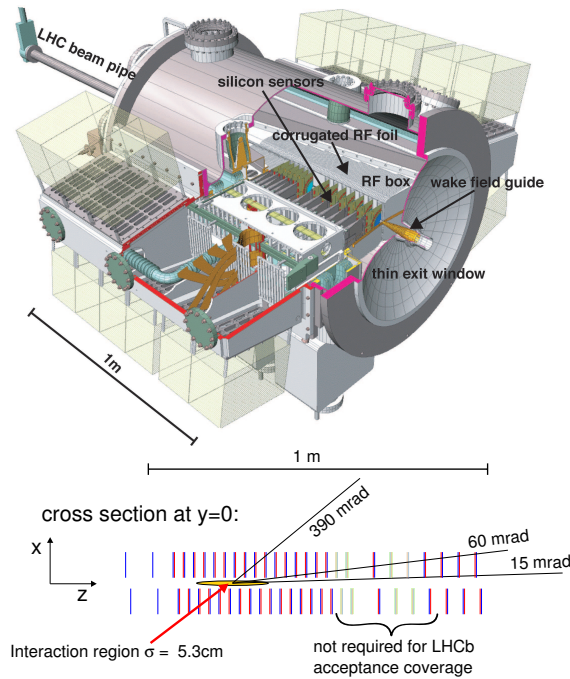 LHC beam pipe
silicon sensors
corrugated RF foil
RF box
wake field guide
thin exit window
1m
1 m
cross section at y=0:
390 mrad
60 mrad
15 mrad
x
z
Interaction region σ = 5.3cm
not required for LHCb
acceptance coverage